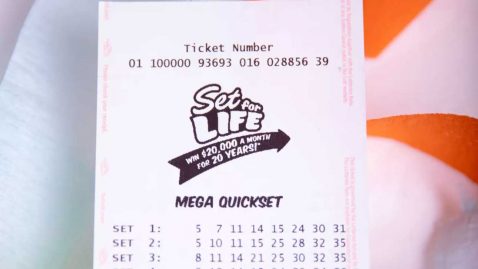 Ticket Number
01 100000 93693 016 028856 39
Set for
LIFE
WIN $20,000 A MONTH
FOR 20 YEARS!*
MEGA QUICKSET
SET 1: 5 7 11 14 15 24 30 31
SET 2: 5 10 11 15 25 28 32 35
SET 3: 8 11 14 21 25 30 32 35